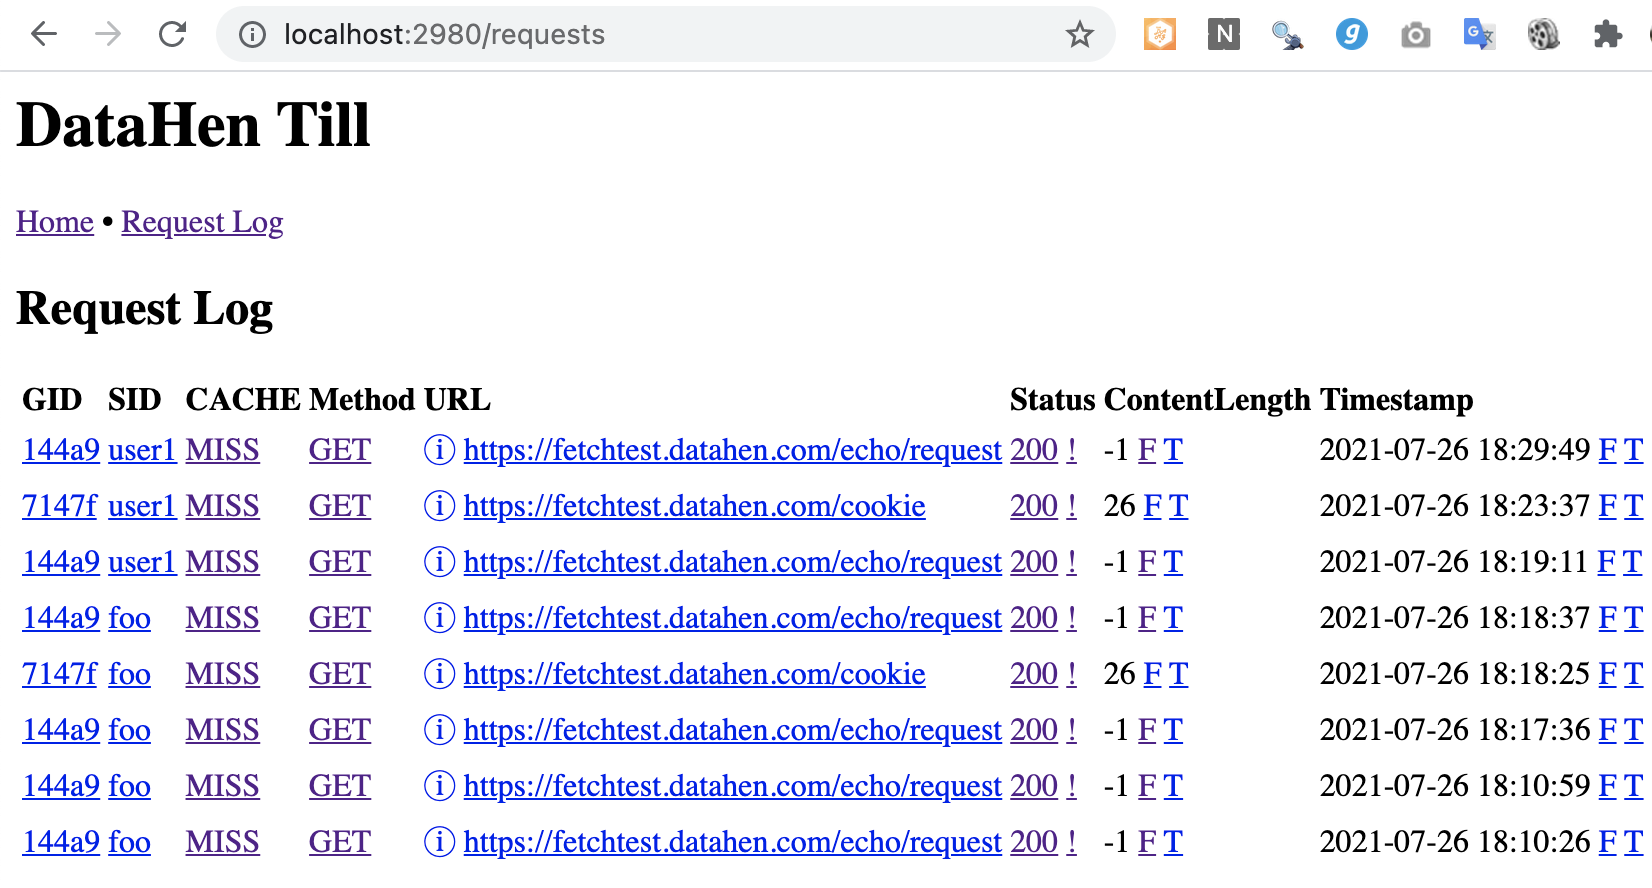 localhost:2980/requests
DataHen Till
Home • Request Log
Request Log
GID SID CACHE Method URL Status ContentLength Timestamp
144a9 user1 MISS GET ⓘ https://fetchtest.datahen.com/echo/request 200 ! -1 F T 2021-07-26 18:29:49 F T
7147f user1 MISS GET ⓘ https://fetchtest.datahen.com/cookie 200 ! 26 F T 2021-07-26 18:23:37 F T
144a9 user1 MISS GET ⓘ https://fetchtest.datahen.com/echo/request 200 ! -1 F T 2021-07-26 18:19:11 F T
144a9 foo MISS GET ⓘ https://fetchtest.datahen.com/echo/request 200 ! -1 F T 2021-07-26 18:18:37 F T
7147f foo MISS GET ⓘ https://fetchtest.datahen.com/cookie 200 ! 26 F T 2021-07-26 18:18:25 F T
144a9 foo MISS GET ⓘ https://fetchtest.datahen.com/echo/request 200 ! -1 F T 2021-07-26 18:17:36 F T
144a9 foo MISS GET ⓘ https://fetchtest.datahen.com/echo/request 200 ! -1 F T 2021-07-26 18:10:59 F T
144a9 foo MISS GET ⓘ https://fetchtest.datahen.com/echo/request 200 ! -1 F T 2021-07-26 18:10:26 F T